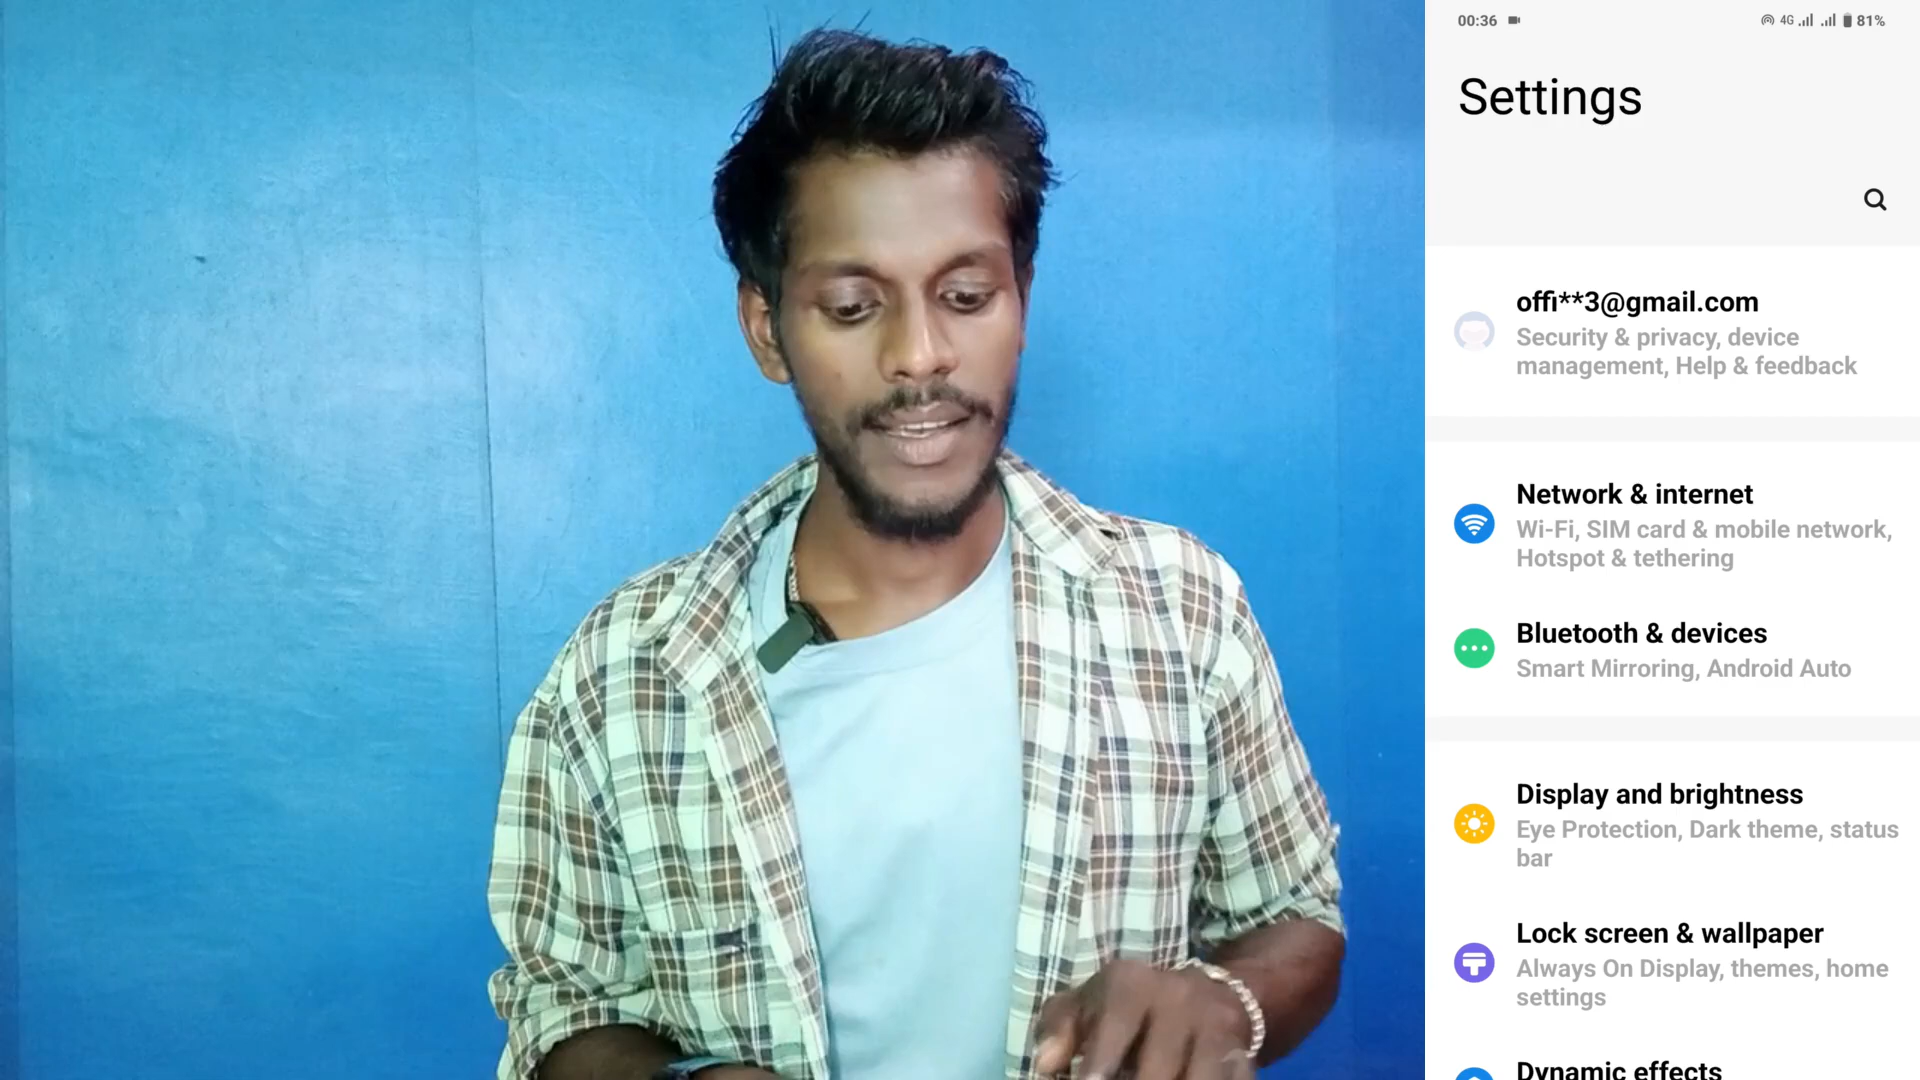 00:36 4G 81%
Settings
offi**3@gmail.com
Security & privacy, device
management, Help & feedback
Network & internet
Wi-Fi, SIM card & mobile network,
Hotspot & tethering
Bluetooth & devices
Smart Mirroring, Android Auto
Display and brightness
Eye Protection, Dark theme, status
bar
Lock screen & wallpaper
Always On Display, themes, home
settings
Dynamic effects